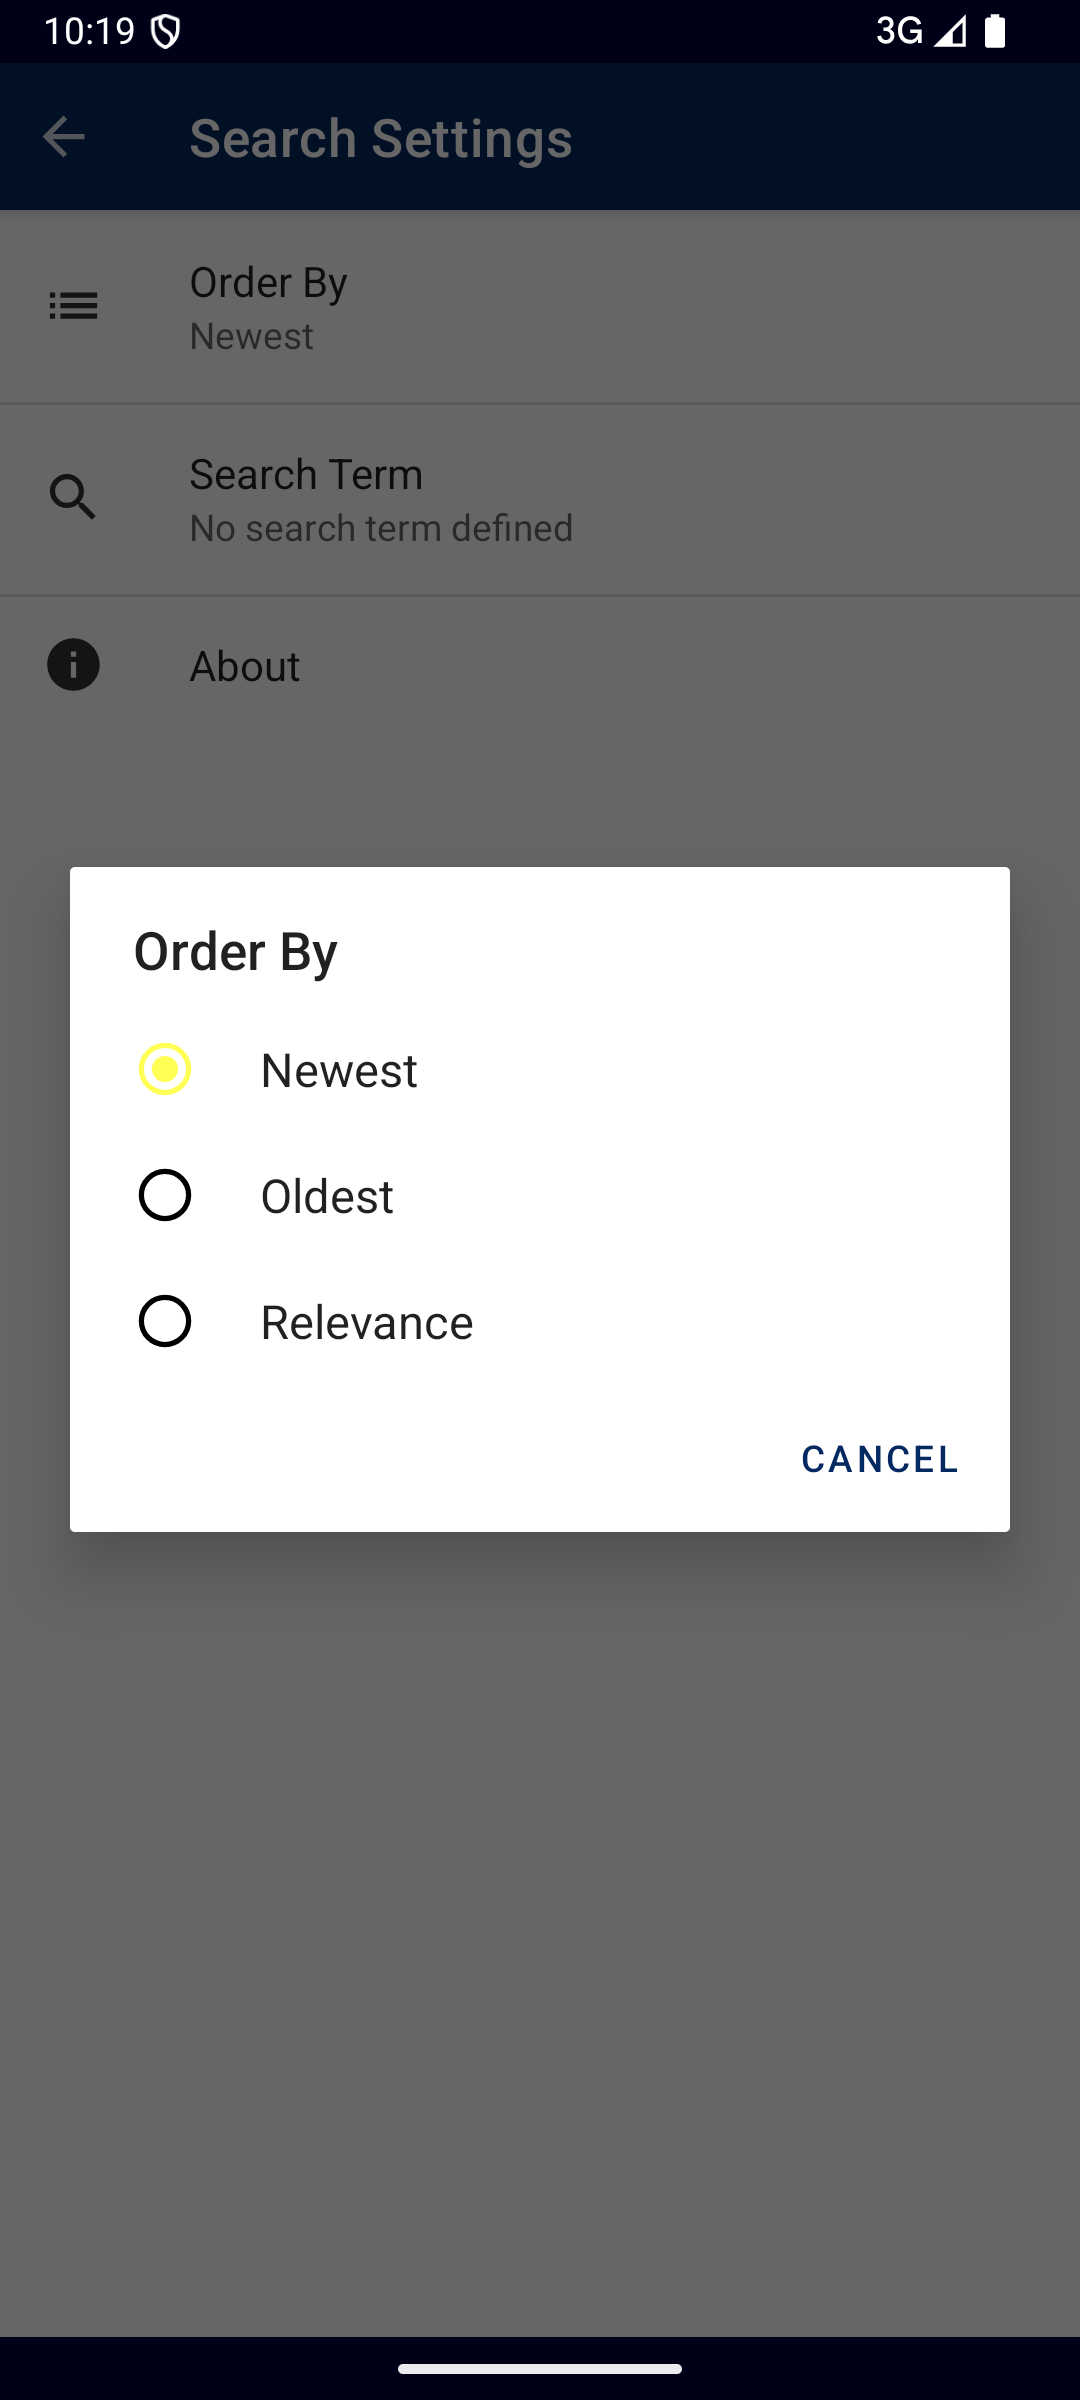 10:19
3G
Search Settings
Order By
Newest
Search Term
No search term defined
About
Order By
Newest
Oldest
Relevance
CANCEL